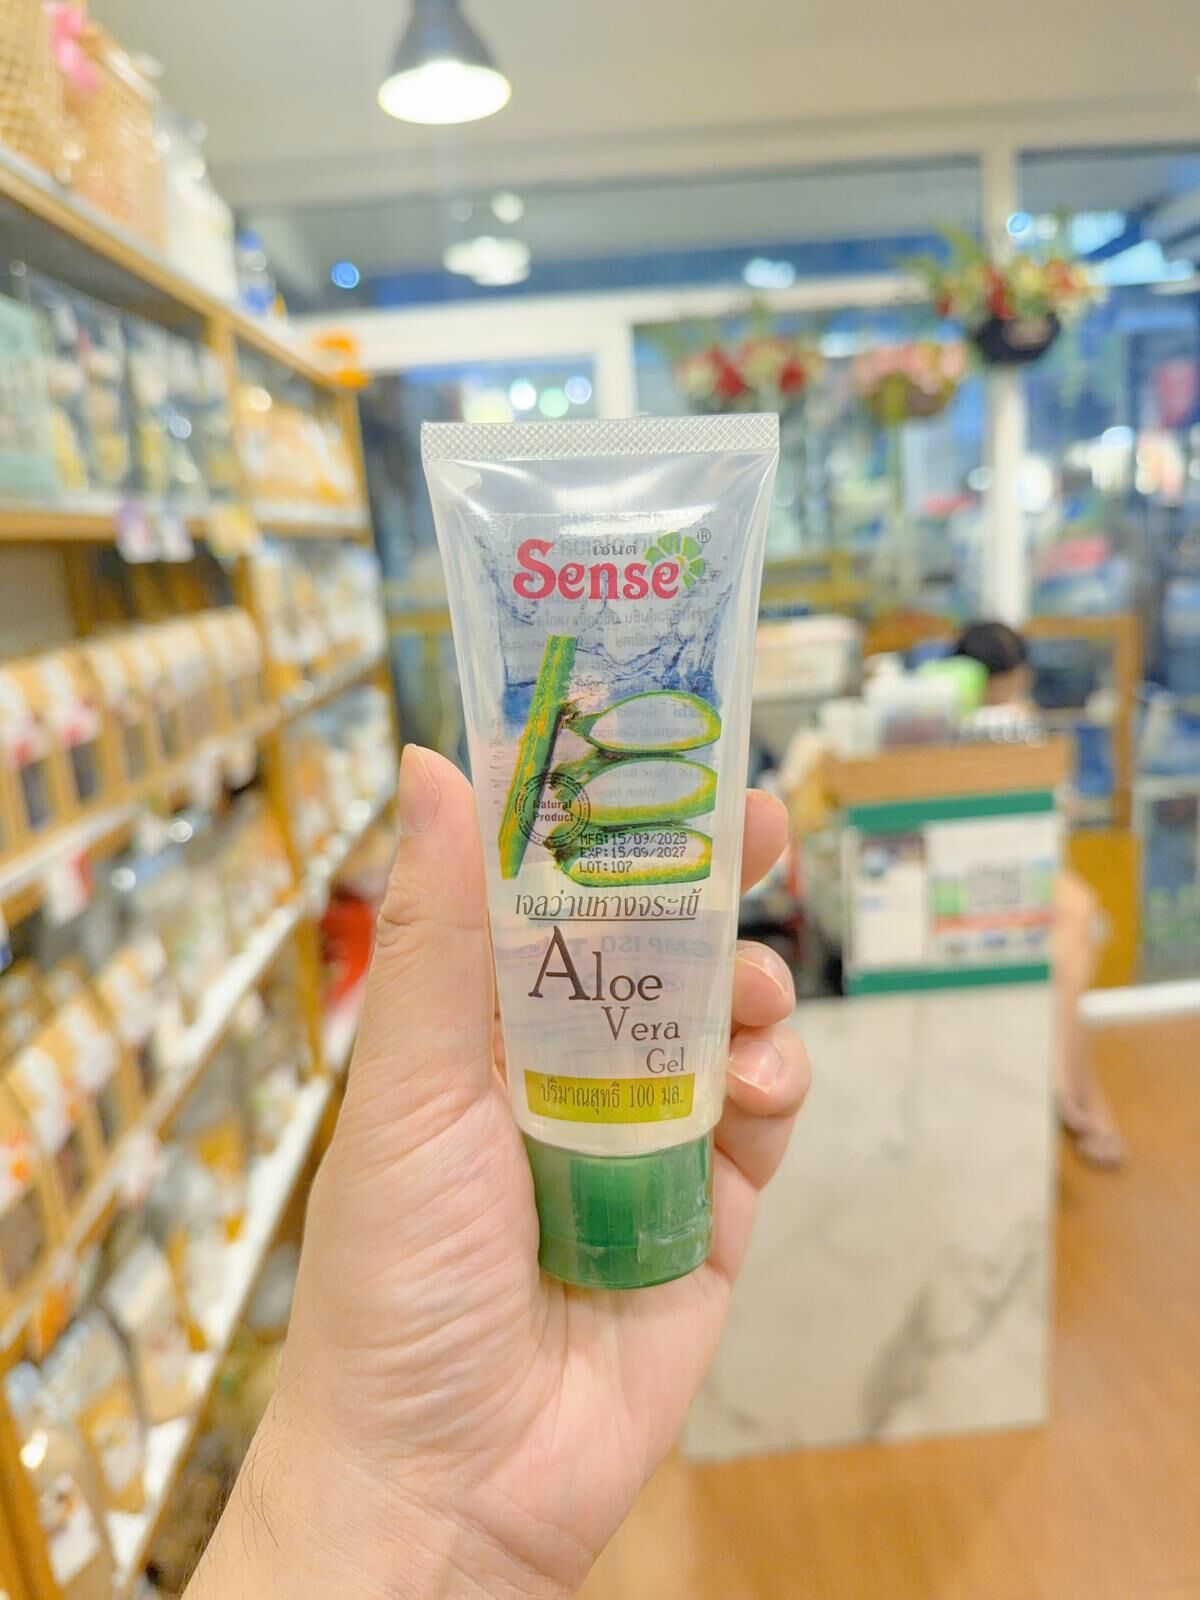 เซนต์
Sense®
Natural
Product
MFG:15/09/2025
EXP:15/09/2027
LOT:107
เจลว่านหางจระเข้
Aloe
Vera
Gel
ปริมาณสุทธิ 100 มล.